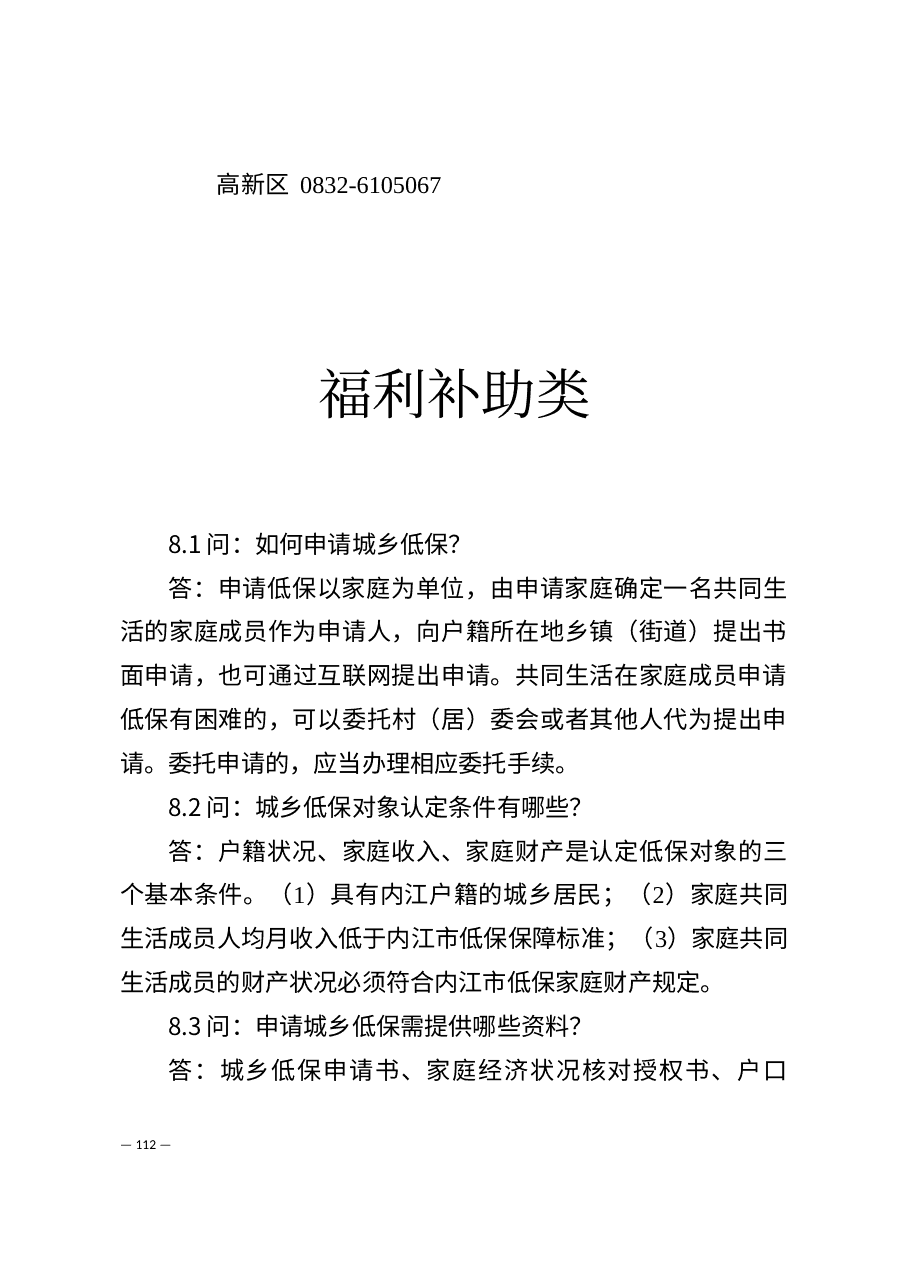 高新区 0832-6105067
福利补助类
8.1 问：如何申请城乡低保？
答：申请低保以家庭为单位，由申请家庭确定一名共同生
活的家庭成员作为申请人，向户籍所在地乡镇（街道）提出书
面申请，也可通过互联网提出申请。共同生活在家庭成员申请
低保有困难的，可以委托村（居）委会或者其他人代为提出申
请。委托申请的，应当办理相应委托手续。
8.2 问：城乡低保对象认定条件有哪些？
答：户籍状况、家庭收入、家庭财产是认定低保对象的三
个基本条件。（1）具有内江户籍的城乡居民；（2）家庭共同
生活成员人均月收入低于内江市低保保障标准；（3）家庭共同
生活成员的财产状况必须符合内江市低保家庭财产规定。
8.3 问：申请城乡低保需提供哪些资料？
答：城乡低保申请书、家庭经济状况核对授权书、户口
— 112 —